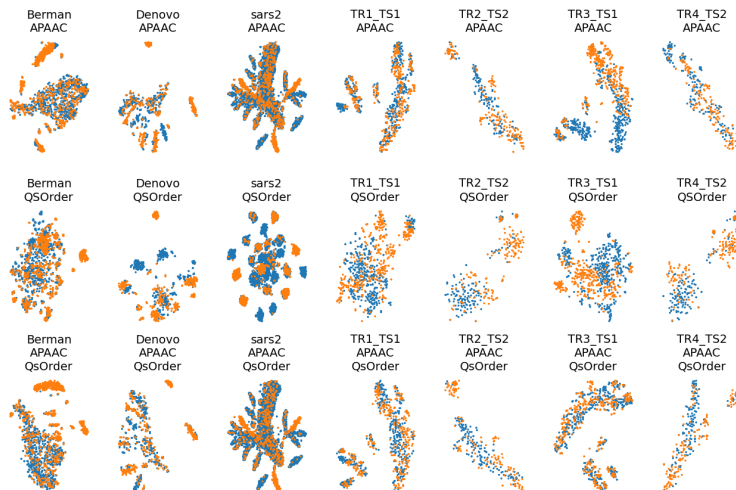 Berman
APAAC
Denovo
APAAC
sars2
APAAC
TR1_TS1
APAAC
TR2_TS2
APAAC
TR3_TS1
APAAC
TR4_TS2
APAAC
Berman
QSOrder
Denovo
QSOrder
sars2
QSOrder
TR1_TS1
QSOrder
TR2_TS2
QSOrder
TR3_TS1
QSOrder
TR4_TS2
QSOrder
Berman
APAAC
QsOrder
Denovo
APAAC
QsOrder
sars2
APAAC
QsOrder
TR1_TS1
APAAC
QsOrder
TR2_TS2
APAAC
QsOrder
TR3_TS1
APAAC
QsOrder
TR4_TS2
APAAC
QsOrder